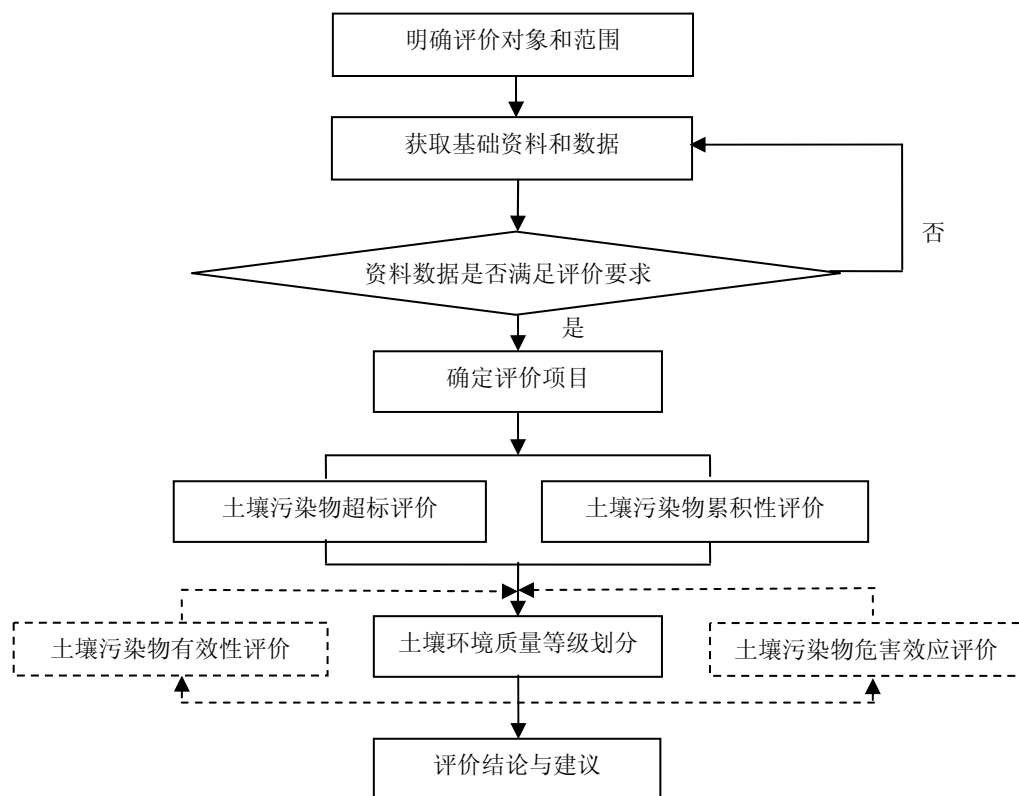 明确评价对象和范围
获取基础资料和数据
否
资料数据是否满足评价要求
是
确定评价项目
土壤污染物超标评价
土壤污染物累积性评价
土壤污染物有效性评价
土壤环境质量等级划分
土壤污染物危害效应评价
评价结论与建议